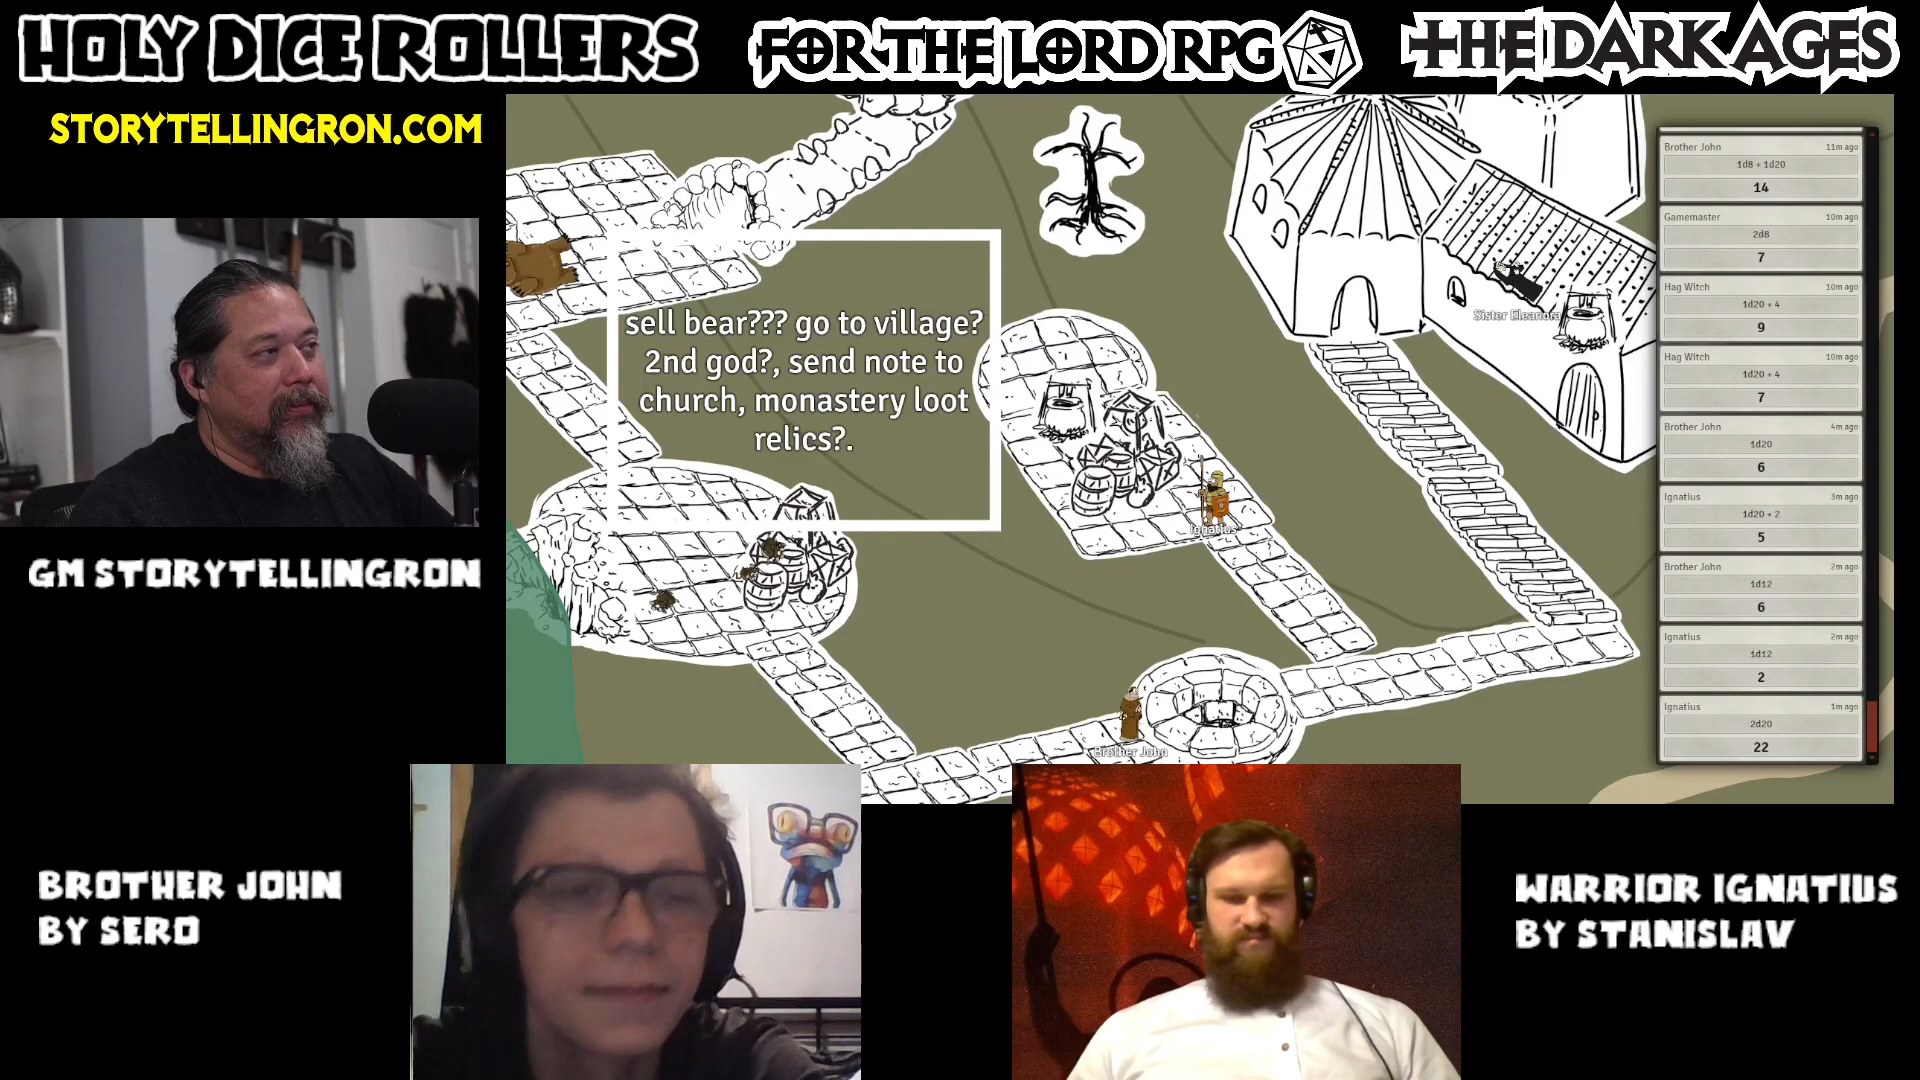 HOLY DICE ROLLERS
FOR THE LORD RPG
THE DARK AGES
STORYTELLINGRON.COM
GM STORYTELLINGRON
sell bear??? go to village?
2nd god?, send note to
church, monastery loot
relics?.
Sister Eleanora
Ignatius
Brother John
Brother John 11m ago
1d8 + 1d20
14
Gamemaster 10m ago
2d8
7
Hag Witch 10m ago
1d20 + 4
9
Hag Witch 10m ago
1d20 + 4
7
Brother John 4m ago
1d20
6
Ignatius 3m ago
1d20 + 2
5
Brother John 2m ago
1d12
6
Ignatius 2m ago
1d12
2
Ignatius 1m ago
2d20
22
BROTHER JOHN
BY SERO
WARRIOR IGNATIUS
BY STANISLAV